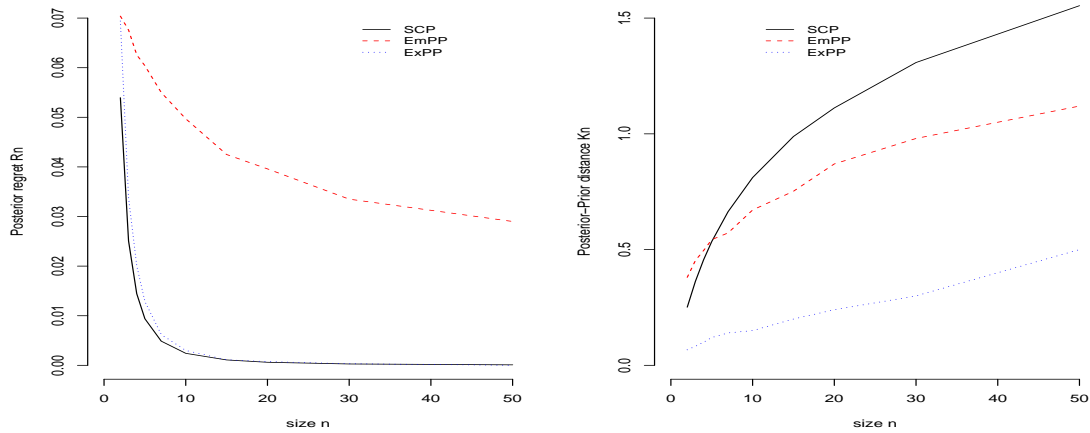 Posterior regret Rn
0.07
0.06
0.05
0.04
0.03
0.02
0.01
0.00
0 10 20 30 40 50
size n
SCP
EmPP
ExPP
Posterior–Prior distance Kn
1.5
1.0
0.5
0.0
0 10 20 30 40 50
size n
SCP
EmPP
ExPP